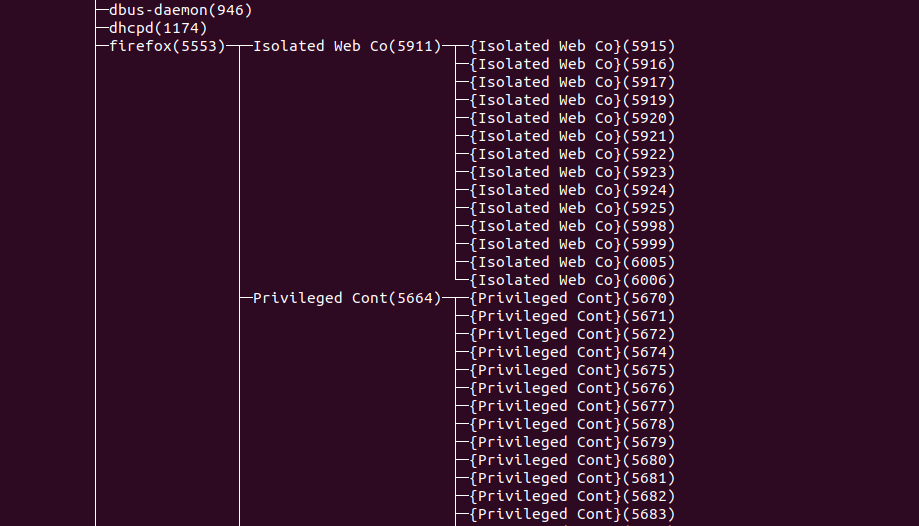 ├─dbus-daemon(946)
├─dhcpd(1174)
├─firefox(5553)─┬─Isolated Web Co(5911)─┬─{Isolated Web Co}(5915)
│               │                       ├─{Isolated Web Co}(5916)
│               │                       ├─{Isolated Web Co}(5917)
│               │                       ├─{Isolated Web Co}(5919)
│               │                       ├─{Isolated Web Co}(5920)
│               │                       ├─{Isolated Web Co}(5921)
│               │                       ├─{Isolated Web Co}(5922)
│               │                       ├─{Isolated Web Co}(5923)
│               │                       ├─{Isolated Web Co}(5924)
│               │                       ├─{Isolated Web Co}(5925)
│               │                       ├─{Isolated Web Co}(5998)
│               │                       ├─{Isolated Web Co}(5999)
│               │                       ├─{Isolated Web Co}(6005)
│               │                       └─{Isolated Web Co}(6006)
│               ├─Privileged Cont(5664)─┬─{Privileged Cont}(5670)
│               │                       ├─{Privileged Cont}(5671)
│               │                       ├─{Privileged Cont}(5672)
│               │                       ├─{Privileged Cont}(5674)
│               │                       ├─{Privileged Cont}(5675)
│               │                       ├─{Privileged Cont}(5676)
│               │                       ├─{Privileged Cont}(5677)
│               │                       ├─{Privileged Cont}(5678)
│               │                       ├─{Privileged Cont}(5679)
│               │                       ├─{Privileged Cont}(5680)
│               │                       ├─{Privileged Cont}(5681)
│               │                       ├─{Privileged Cont}(5682)
│               │                       ├─{Privileged Cont}(5683)